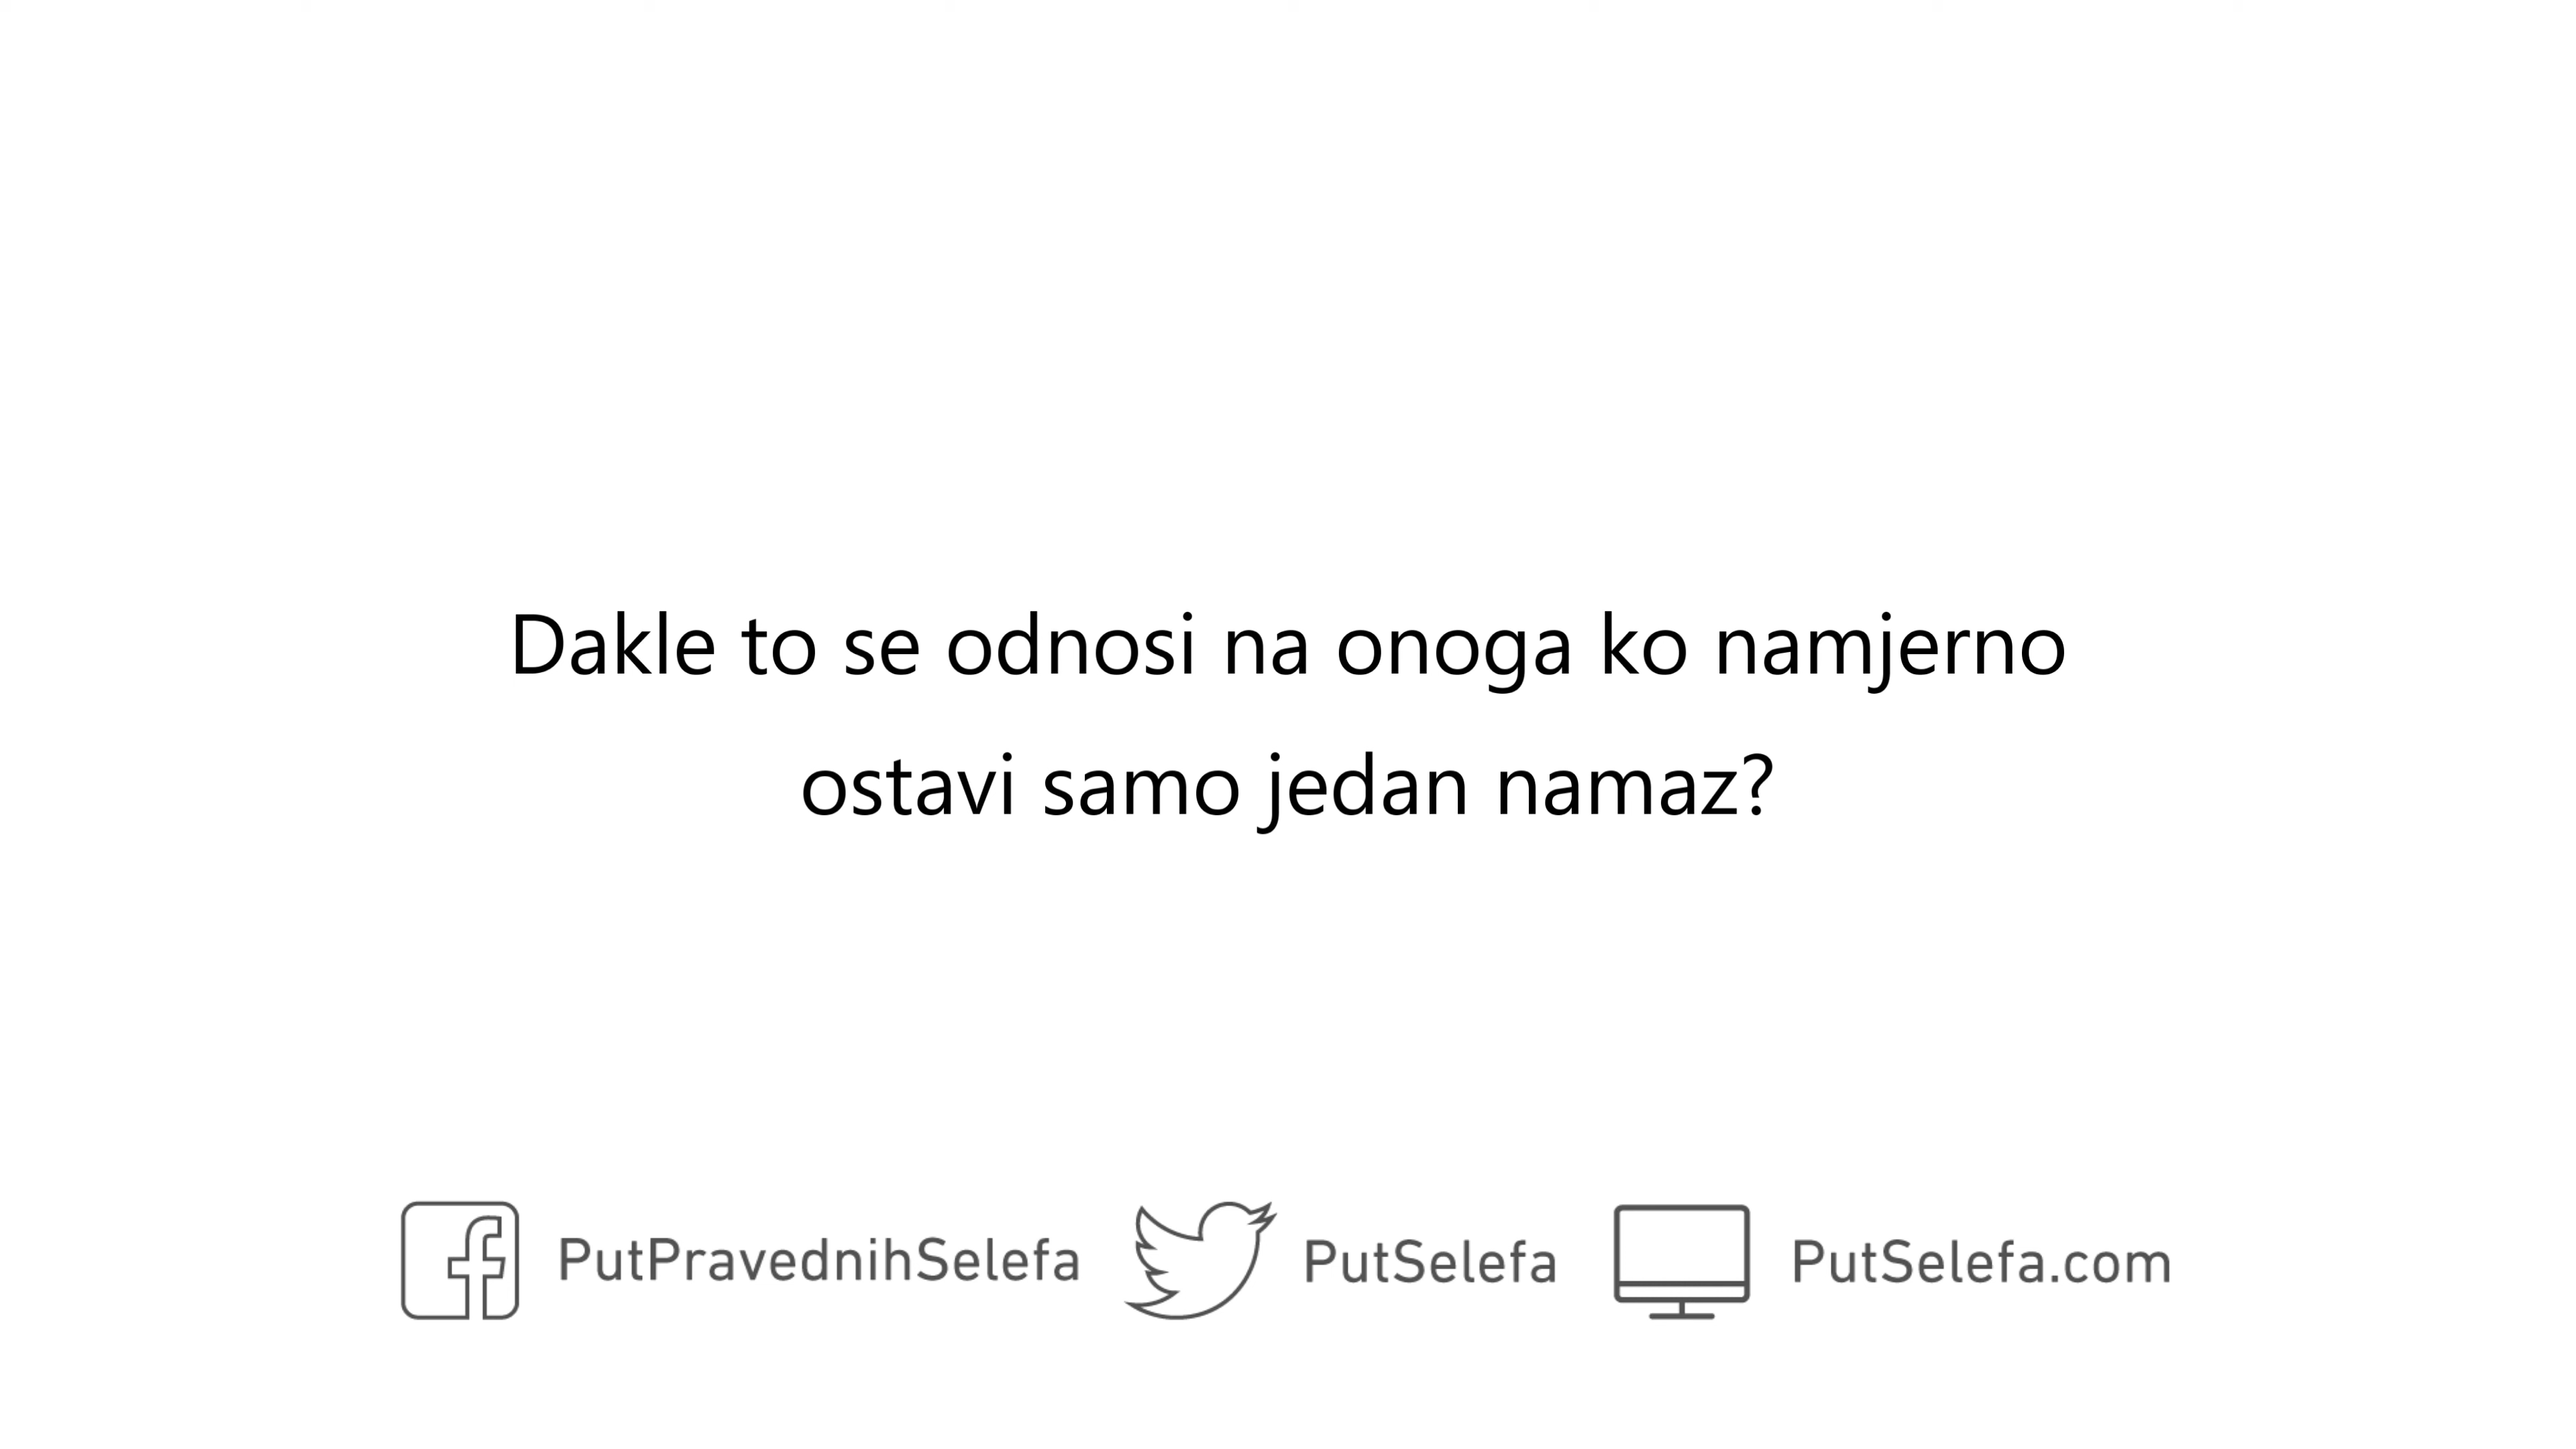 Dakle to se odnosi na onoga ko namjerno
ostavi samo jedan namaz?
PutPravednihSelefa PutSelefa PutSelefa.com